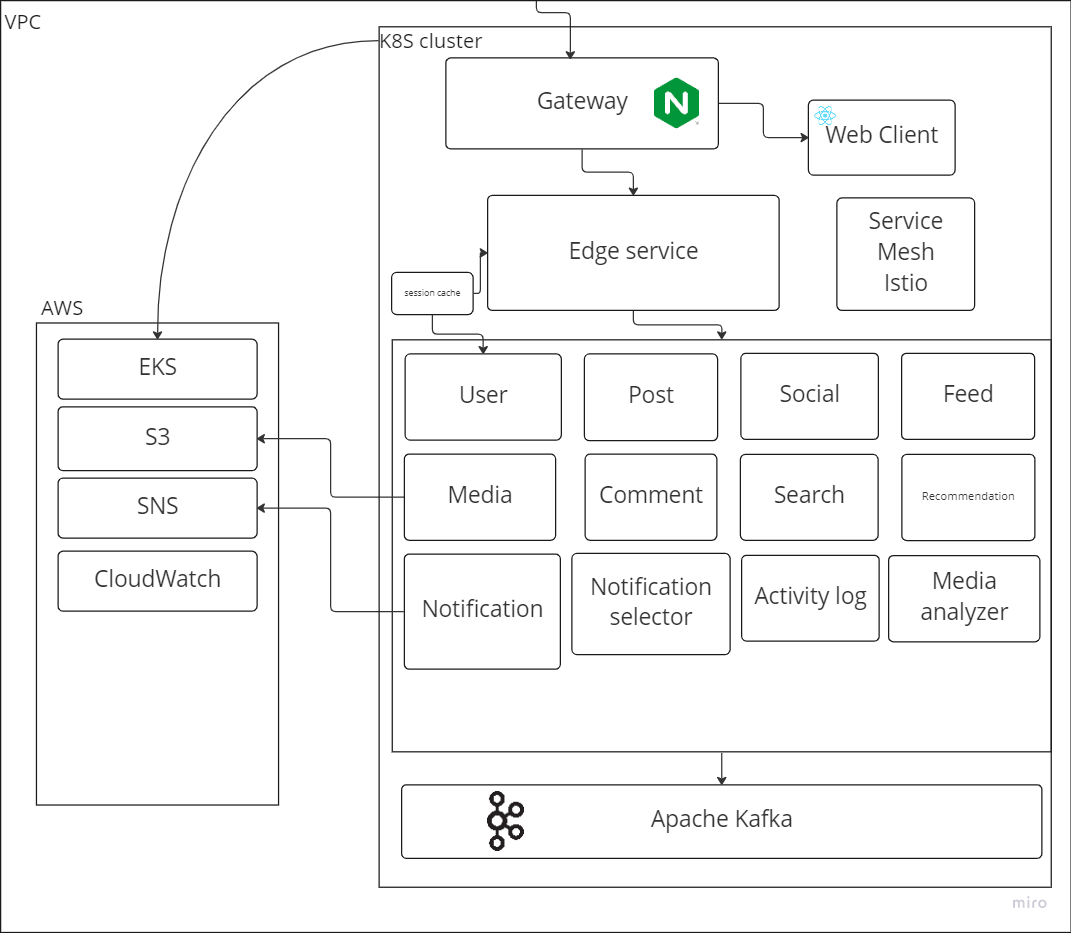 VPC
K8S cluster
Gateway
N
Web Client
Edge service
Service
Mesh
Istio
session cache
AWS
EKS
S3
SNS
CloudWatch
User
Post
Social
Feed
Media
Comment
Search
Recommendation
Notification
Notification
selector
Activity log
Media
analyzer
Apache Kafka
miro